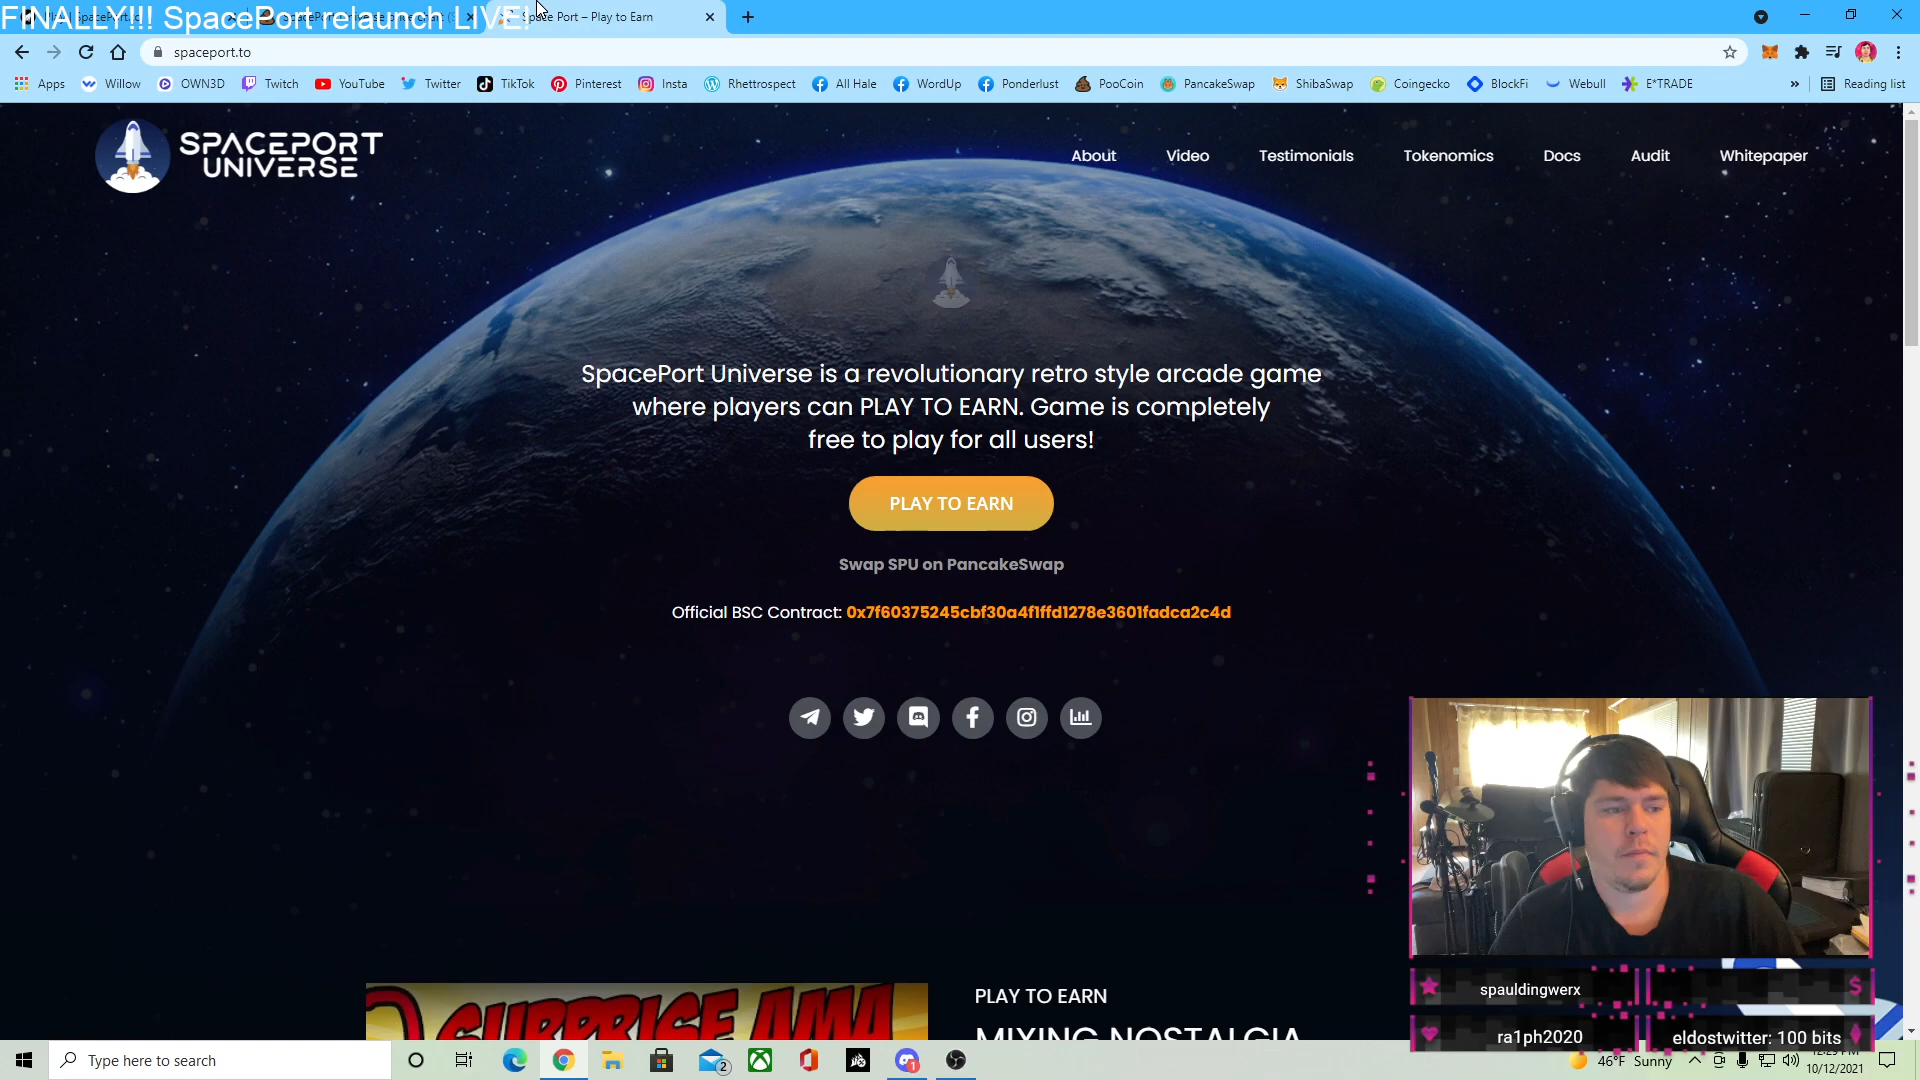 FINALLY!!! SpacePort relaunch LIVE!
Space Port – Play to Earn
spaceport.to
Apps
Willow
OWN3D
Twitch
YouTube
Twitter
TikTok
Pinterest
Insta
Rhettrospect
All Hale
WordUp
Ponderlust
PooCoin
PancakeSwap
ShibaSwap
Coingecko
BlockFi
Webull
E*TRADE
»
Reading list
SPACEPORT
UNIVERSE
About
Video
Testimonials
Tokenomics
Docs
Audit
Whitepaper
SpacePort Universe is a revolutionary retro style arcade game
where players can PLAY TO EARN. Game is completely
free to play for all users!
PLAY TO EARN
Swap SPU on PancakeSwap
Official BSC Contract: 0x7f60375245cbf30a4f1ffd1278e3601fadca2c4d
SURPRISE AMA
PLAY TO EARN
MIXING NOSTALGIA
spauldingwerx
ra1ph2020
eldostwitter: 100 bits
Type here to search
2
1
46°F Sunny
12:29 PM
10/12/2021